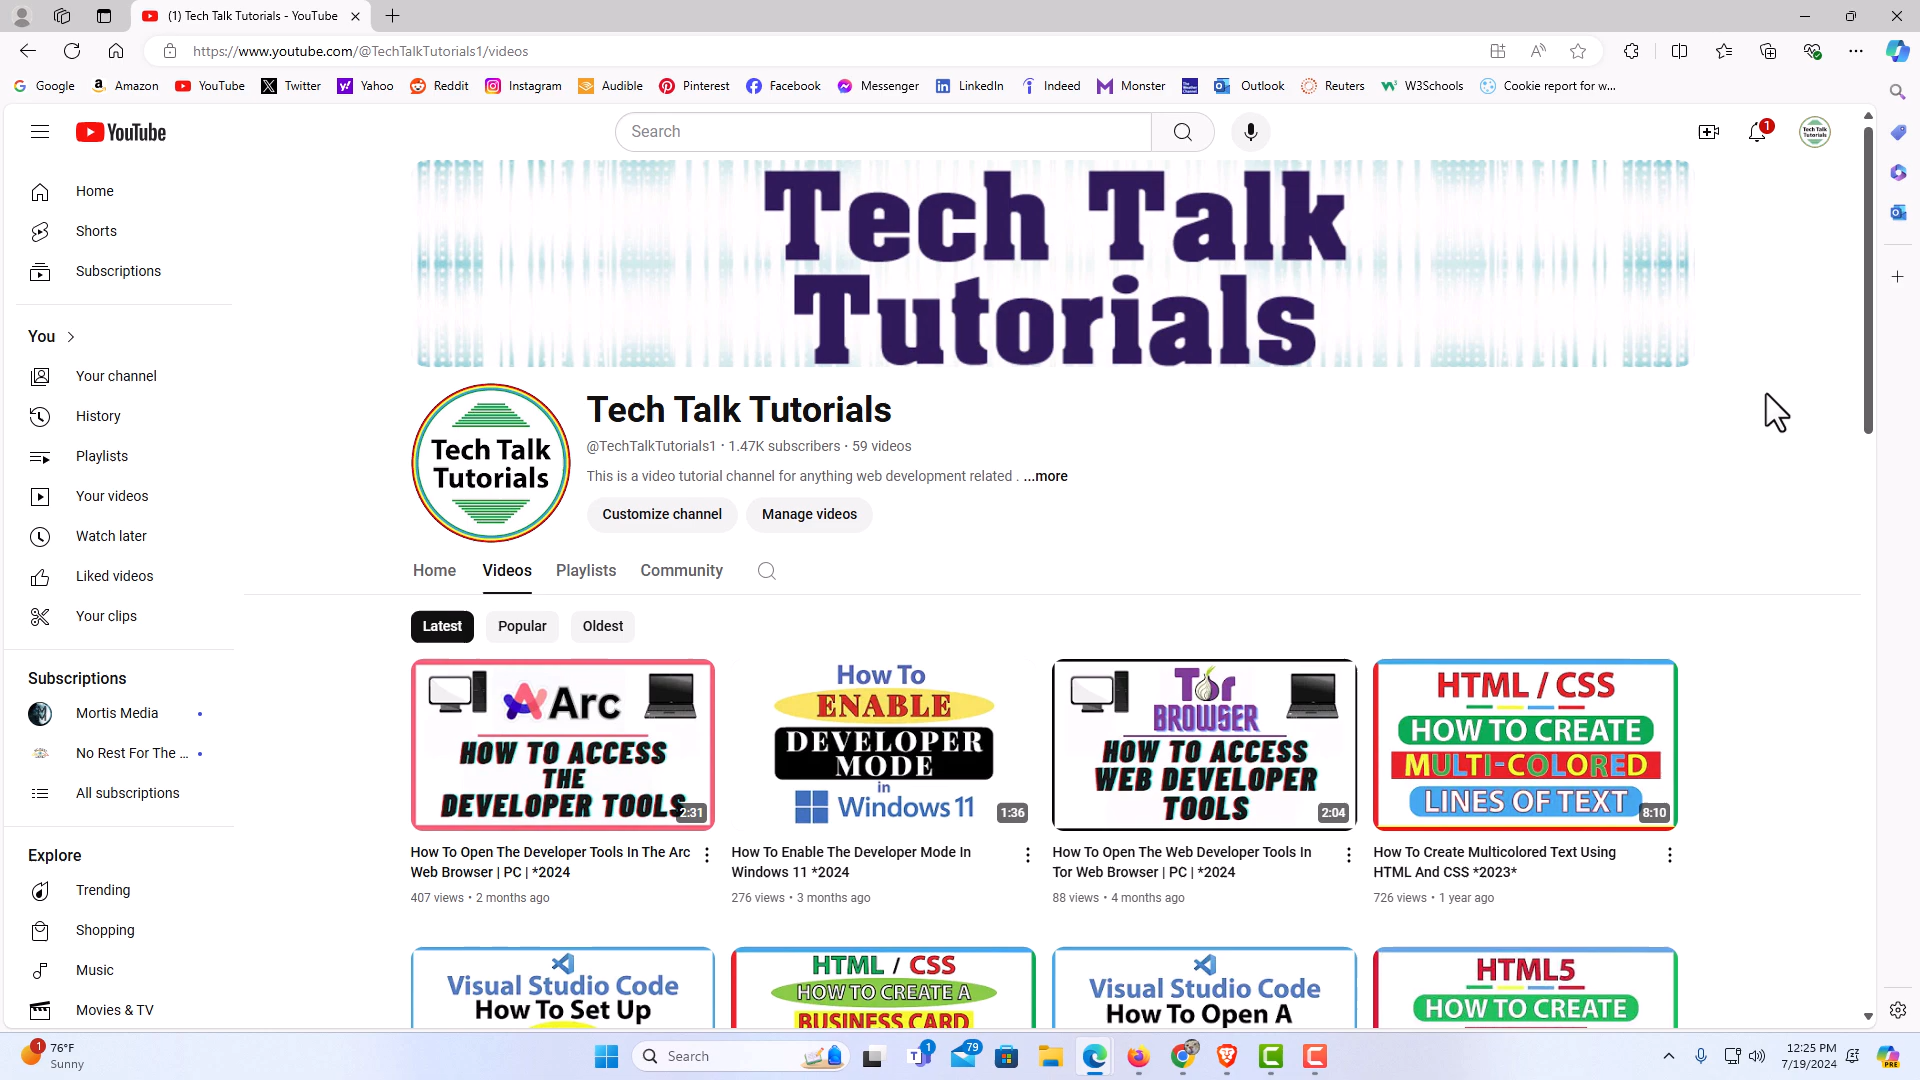 (1) Tech Talk Tutorials - YouTube
https://www.youtube.com/@TechTalkTutorials1/videos
Google Amazon YouTube Twitter Yahoo Reddit Instagram Audible Pinterest Facebook Messenger LinkedIn Indeed Monster Outlook Reuters W3Schools Cookie report for w...
YouTube
Search
1
Tech Talk Tutorials
Home
Shorts
Subscriptions
You
Your channel
History
Playlists
Your videos
Watch later
Liked videos
Your clips
Subscriptions
Mortis Media
No Rest For The ...
All subscriptions
Explore
Trending
Shopping
Music
Movies & TV
Tech Talk
Tutorials
Tech Talk
Tutorials
Tech Talk Tutorials
@TechTalkTutorials1 · 1.47K subscribers · 59 videos
This is a video tutorial channel for anything web development related . ...more
Customize channel Manage videos
Home Videos Playlists Community
Latest Popular Oldest
Arc
HOW TO ACCESS
THE
DEVELOPER TOOLS
2:31
How To Open The Developer Tools In The Arc
Web Browser | PC | *2024
407 views • 2 months ago
How To
ENABLE
DEVELOPER
MODE
in
Windows 11
1:36
How To Enable The Developer Mode In
Windows 11 *2024
276 views • 3 months ago
Tor
BROWSER
HOW TO ACCESS
WEB DEVELOPER
TOOLS
2:04
How To Open The Web Developer Tools In
Tor Web Browser | PC | *2024
88 views • 4 months ago
HTML / CSS
HOW TO CREATE
MULTI-COLORED
LINES OF TEXT
8:10
How To Create Multicolored Text Using
HTML And CSS *2023*
726 views • 1 year ago
Visual Studio Code
How To Set Up
HTML / CSS
HOW TO CREATE A
BUSINESS CARD
Visual Studio Code
How To Open A
HTML5
HOW TO CREATE
1
76°F
Sunny
Search
1
79
12:25 PM
7/19/2024
PRE